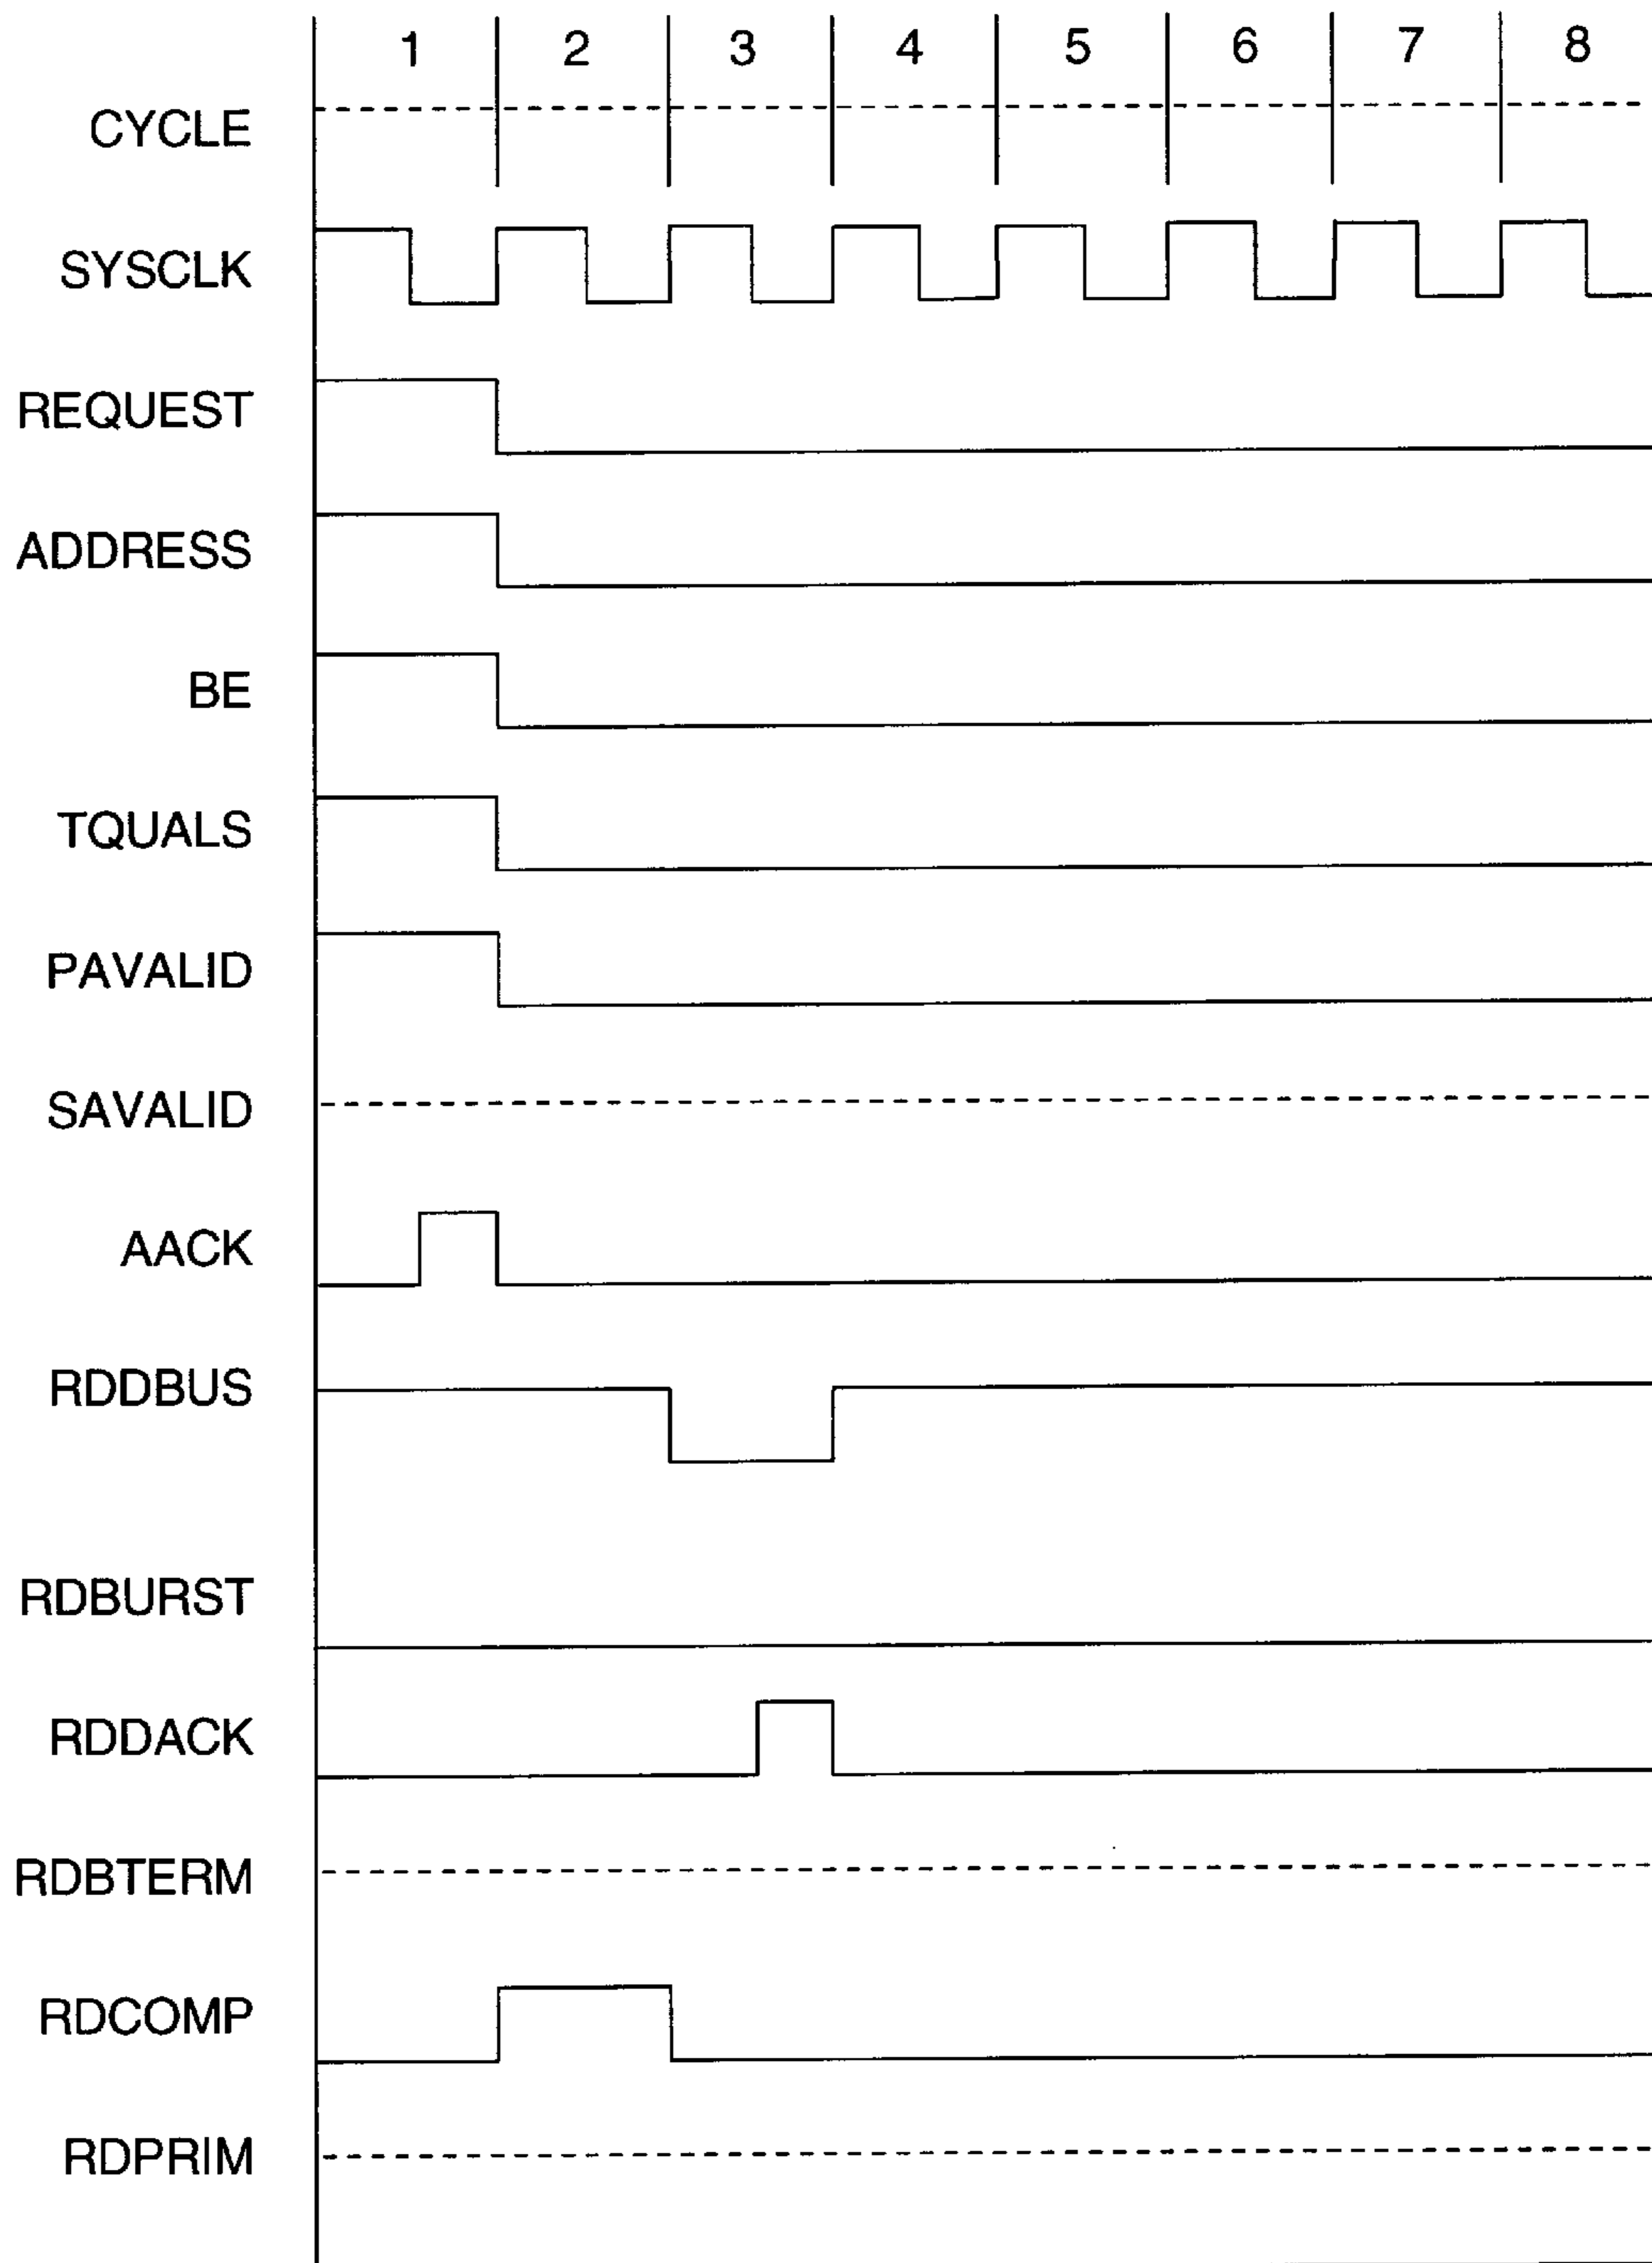 1 2 3 4 5 6 7 8
CYCLE
SYSCLK
REQUEST
ADDRESS
BE
TQUALS
PAVALID
SAVALID
AACK
RDDBUS
RDBURST
RDDACK
RDBTERM
RDCOMP
RDPRIM